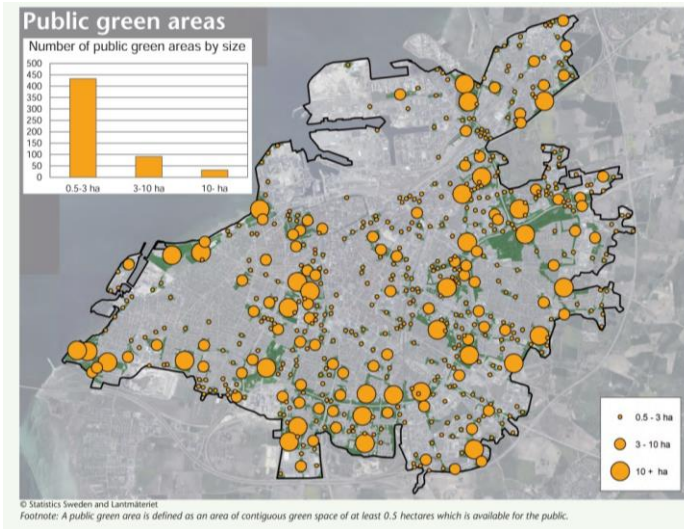 Public green areas
Number of public green areas by size
500
450
400
350
300
250
200
150
100
50
0
0.5-3 ha
3-10 ha
10- ha
0.5 - 3 ha
3 - 10 ha
10 + ha
© Statistics Sweden and Lantmäteriet
Footnote: A public green area is defined as an area of contiguous green space of at least 0.5 hectares which is available for the public.